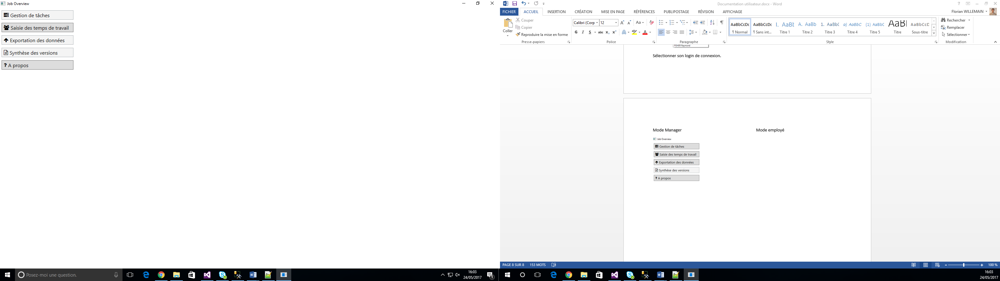 Job Overview
Gestion de tâches
Saisie des temps de travail
Exportation des données
Synthèse des versions
? A propos
Posez-moi une question.
16:03
24/05/2017
1
Documentation utilisateur.docx - Word
FICHIER ACCUEIL INSERTION CRÉATION MISE EN PAGE RÉFÉRENCES PUBLIPOSTAGE RÉVISION AFFICHAGE
Florian WILLEMAIN
Coller
Couper
Copier
Reproduire la mise en forme
Presse-papiers
Calibri (Corp 12
G I S abc x₂ x²
Police
Paragraphe
AaBbCcDc AaBbCcDc I. AaBb A. AaBb 1. AaBbC a) AaBbC (1) AaBbC AaBl AaBbCcD
¶ Normal ¶ Sans int... Titre 1 Titre 2 Titre 3 Titre 4 Titre 5 Titre Sous-titre
Style
Rechercher
Remplacer
Sélectionner
Modification
FISHER Raymond
Sélectionner son login de connexion.
Mode Manager Mode employé
Job Overview
Gestion de tâches
Saisie des temps de travail
Exportation des données
Synthèse des versions
? A propos
PAGE 8 SUR 8 153 MOTS
100 %
16:03
24/05/2017